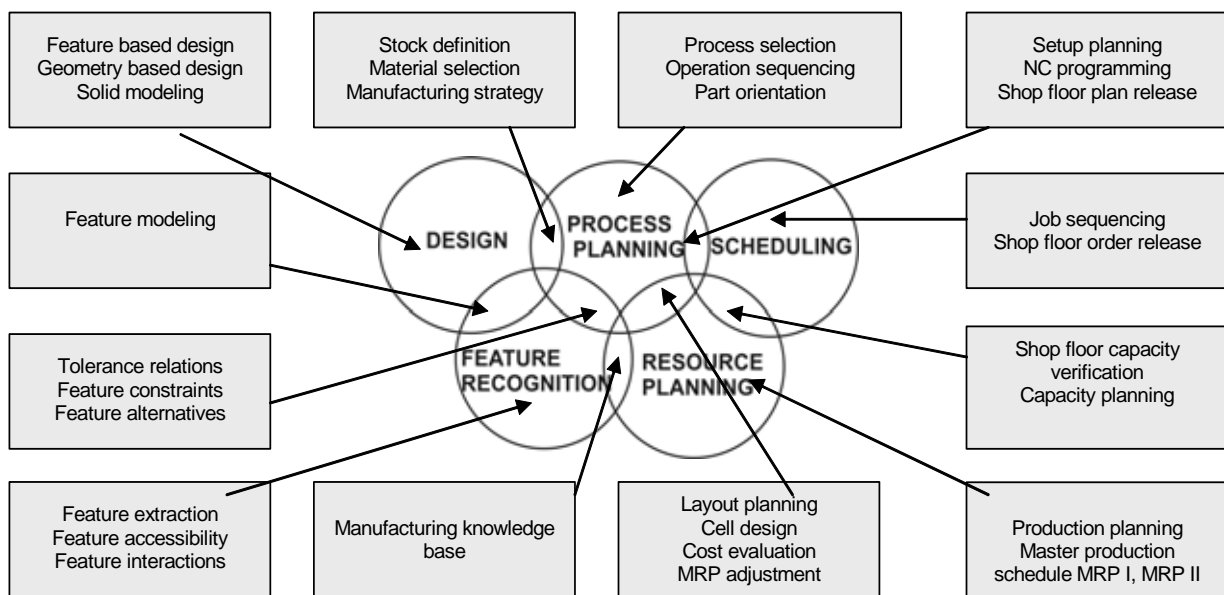 Feature based design
Geometry based design
Solid modeling
Stock definition
Material selection
Manufacturing strategy
Process selection
Operation sequencing
Part orientation
Setup planning
NC programming
Shop floor plan release
Feature modeling
DESIGN
PROCESS
PLANNING
SCHEDULING
Job sequencing
Shop floor order release
Tolerance relations
Feature constraints
Feature alternatives
FEATURE
RECOGNITION
RESOURCE
PLANNING
Shop floor capacity
verification
Capacity planning
Feature extraction
Feature accessibility
Feature interactions
Manufacturing knowledge
base
Layout planning
Cell design
Cost evaluation
MRP adjustment
Production planning
Master production
schedule MRP I, MRP II